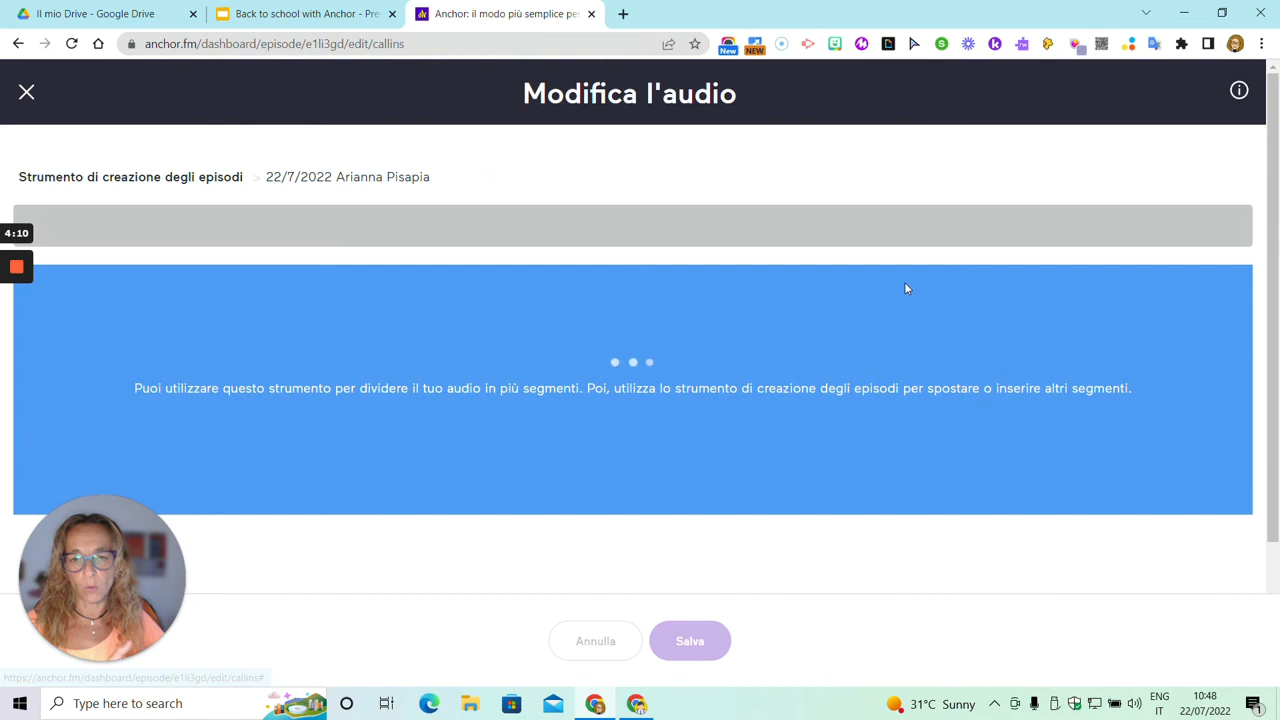 Il mio Drive - Google Drive
Back to school with Anchor - Pre
Anchor: il modo più semplice per
anchor.fm/dashboard/episode/e1li3gd/edit/callins
New
NEW
Modifica l'audio
Strumento di creazione degli episodi > 22/7/2022 Arianna Pisapia
4:10
Puoi utilizzare questo strumento per dividere il tuo audio in più segmenti. Poi, utilizza lo strumento di creazione degli episodi per spostare o inserire altri segmenti.
Annulla
Salva
https://anchor.fm/dashboard/episode/e1li3gd/edit/callins#
Type here to search
31°C Sunny
ENG
IT
10:48
22/07/2022
1